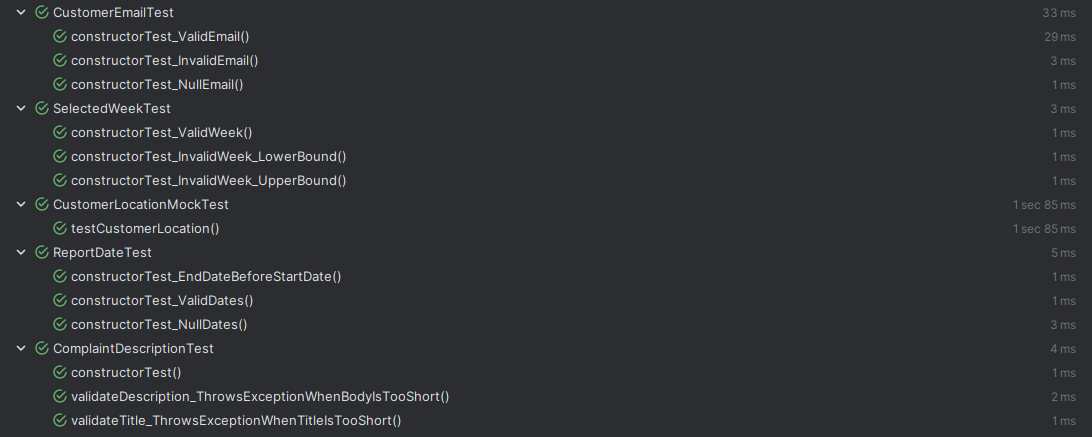 CustomerEmailTest 33 ms
constructorTest_ValidEmail() 29 ms
constructorTest_InvalidEmail() 3 ms
constructorTest_NullEmail() 1 ms
SelectedWeekTest 3 ms
constructorTest_ValidWeek() 1 ms
constructorTest_InvalidWeek_LowerBound() 1 ms
constructorTest_InvalidWeek_UpperBound() 1 ms
CustomerLocationMockTest 1 sec 85 ms
testCustomerLocation() 1 sec 85 ms
ReportDateTest 5 ms
constructorTest_EndDateBeforeStartDate() 1 ms
constructorTest_ValidDates() 1 ms
constructorTest_NullDates() 3 ms
ComplaintDescriptionTest 4 ms
constructorTest() 1 ms
validateDescription_ThrowsExceptionWhenBodyIsTooShort() 2 ms
validateTitle_ThrowsExceptionWhenTitleIsTooShort() 1 ms